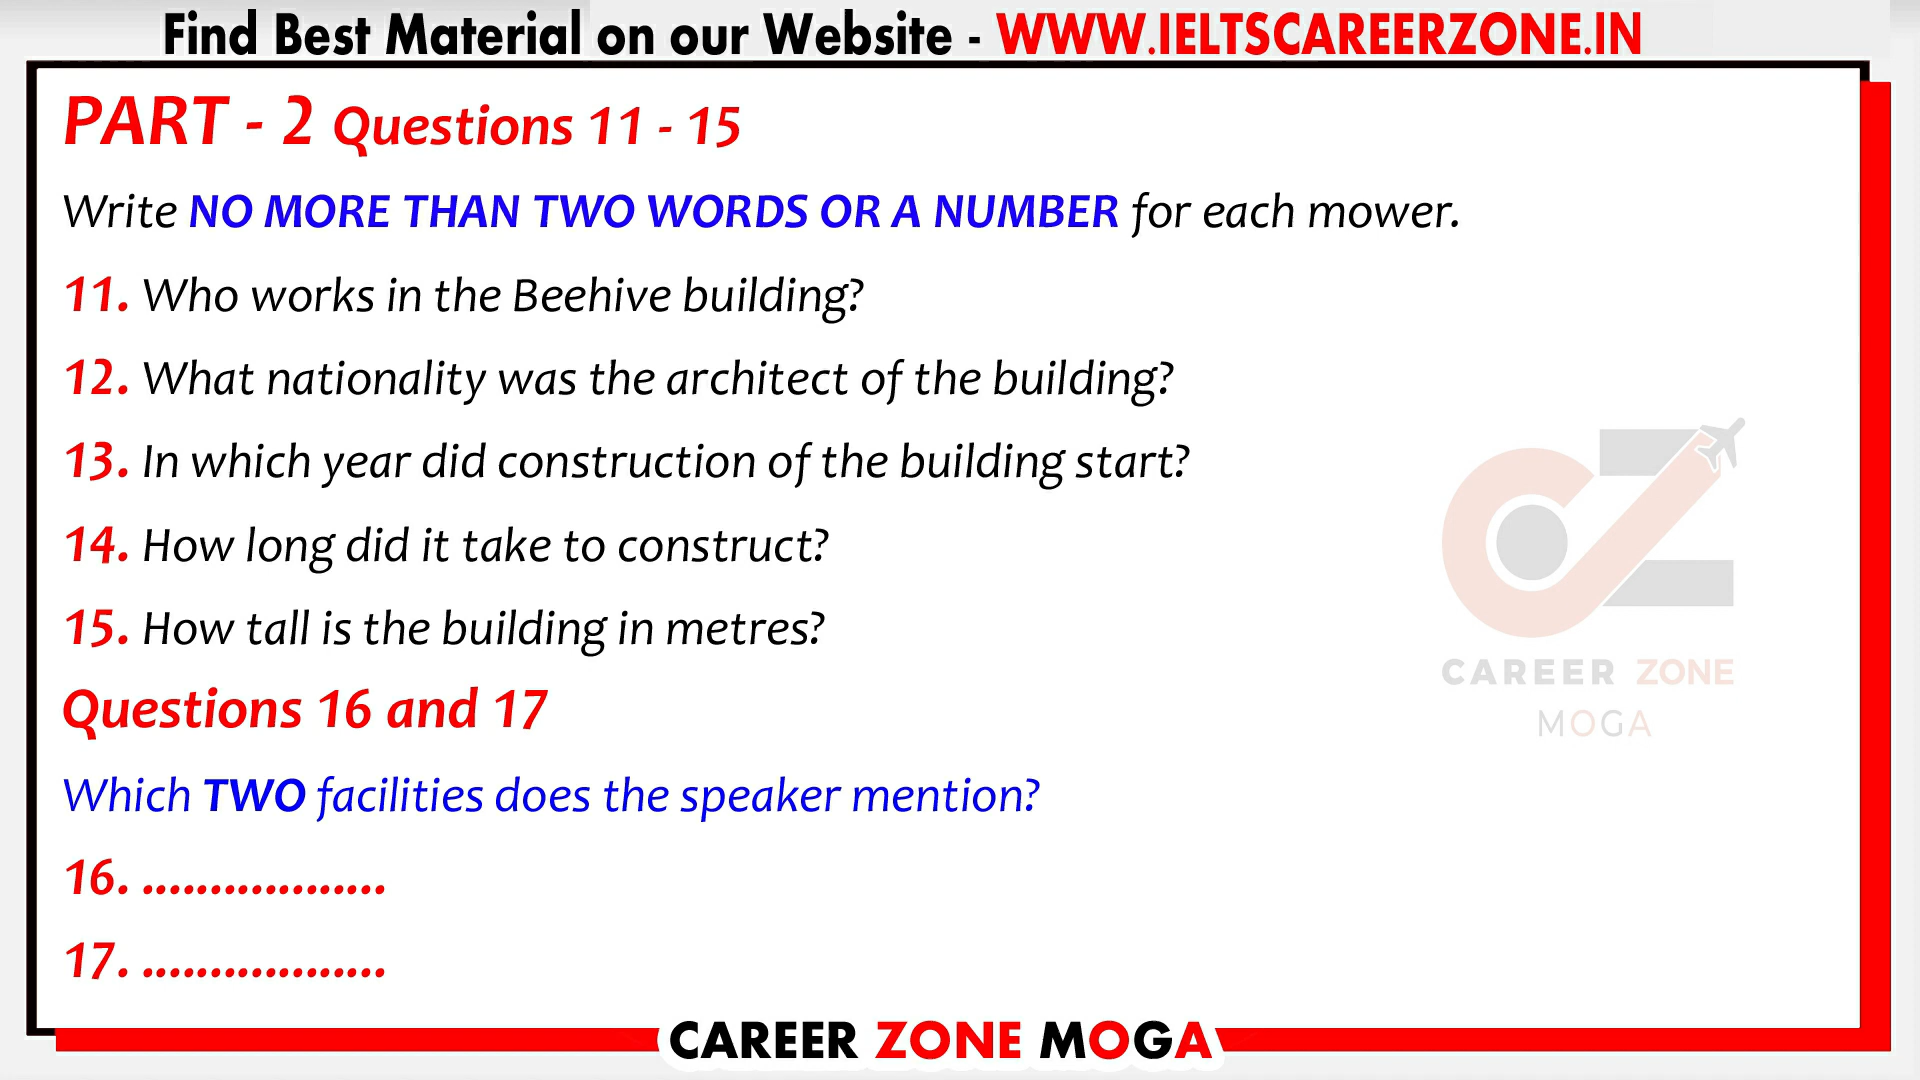 Find Best Material on our Website - WWW.IELTSCAREERZONE.IN
PART - 2 Questions 11 - 15
Write NO MORE THAN TWO WORDS OR A NUMBER for each mower.
11. Who works in the Beehive building?
12. What nationality was the architect of the building?
13. In which year did construction of the building start?
14. How long did it take to construct?
15. How tall is the building in metres?
CAREER ZONE
MOGA
Questions 16 and 17
Which TWO facilities does the speaker mention?
16. ..................
17. ..................
CAREER ZONE MOGA